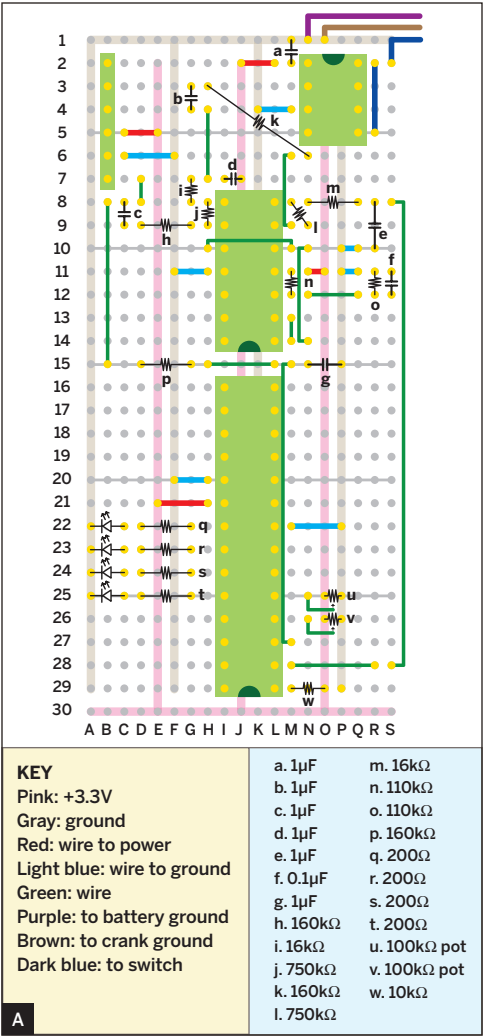 1
a
2
3
b
4
k
5
6
d
7
i
m
8
c
j
l
9
h
e
10
f
11
n
12
o
13
14
15
p
g
16
17
18
19
20
21
22
q
23
r
24
s
25
t
u
26
v
27
28
29
w
30
A B C D E F G H I J K L M N O P Q R S
KEY
Pink: +3.3V
Gray: ground
Red: wire to power
Light blue: wire to ground
Green: wire
Purple: to battery ground
Brown: to crank ground
Dark blue: to switch
A
a. 1µF
b. 1µF
c. 1µF
d. 1µF
e. 1µF
f. 0.1µF
g. 1µF
h. 160kΩ
i. 16kΩ
j. 750kΩ
k. 160kΩ
l. 750kΩ
m. 16kΩ
n. 110kΩ
o. 110kΩ
p. 160kΩ
q. 200Ω
r. 200Ω
s. 200Ω
t. 200Ω
u. 100kΩ pot
v. 100kΩ pot
w. 10kΩ